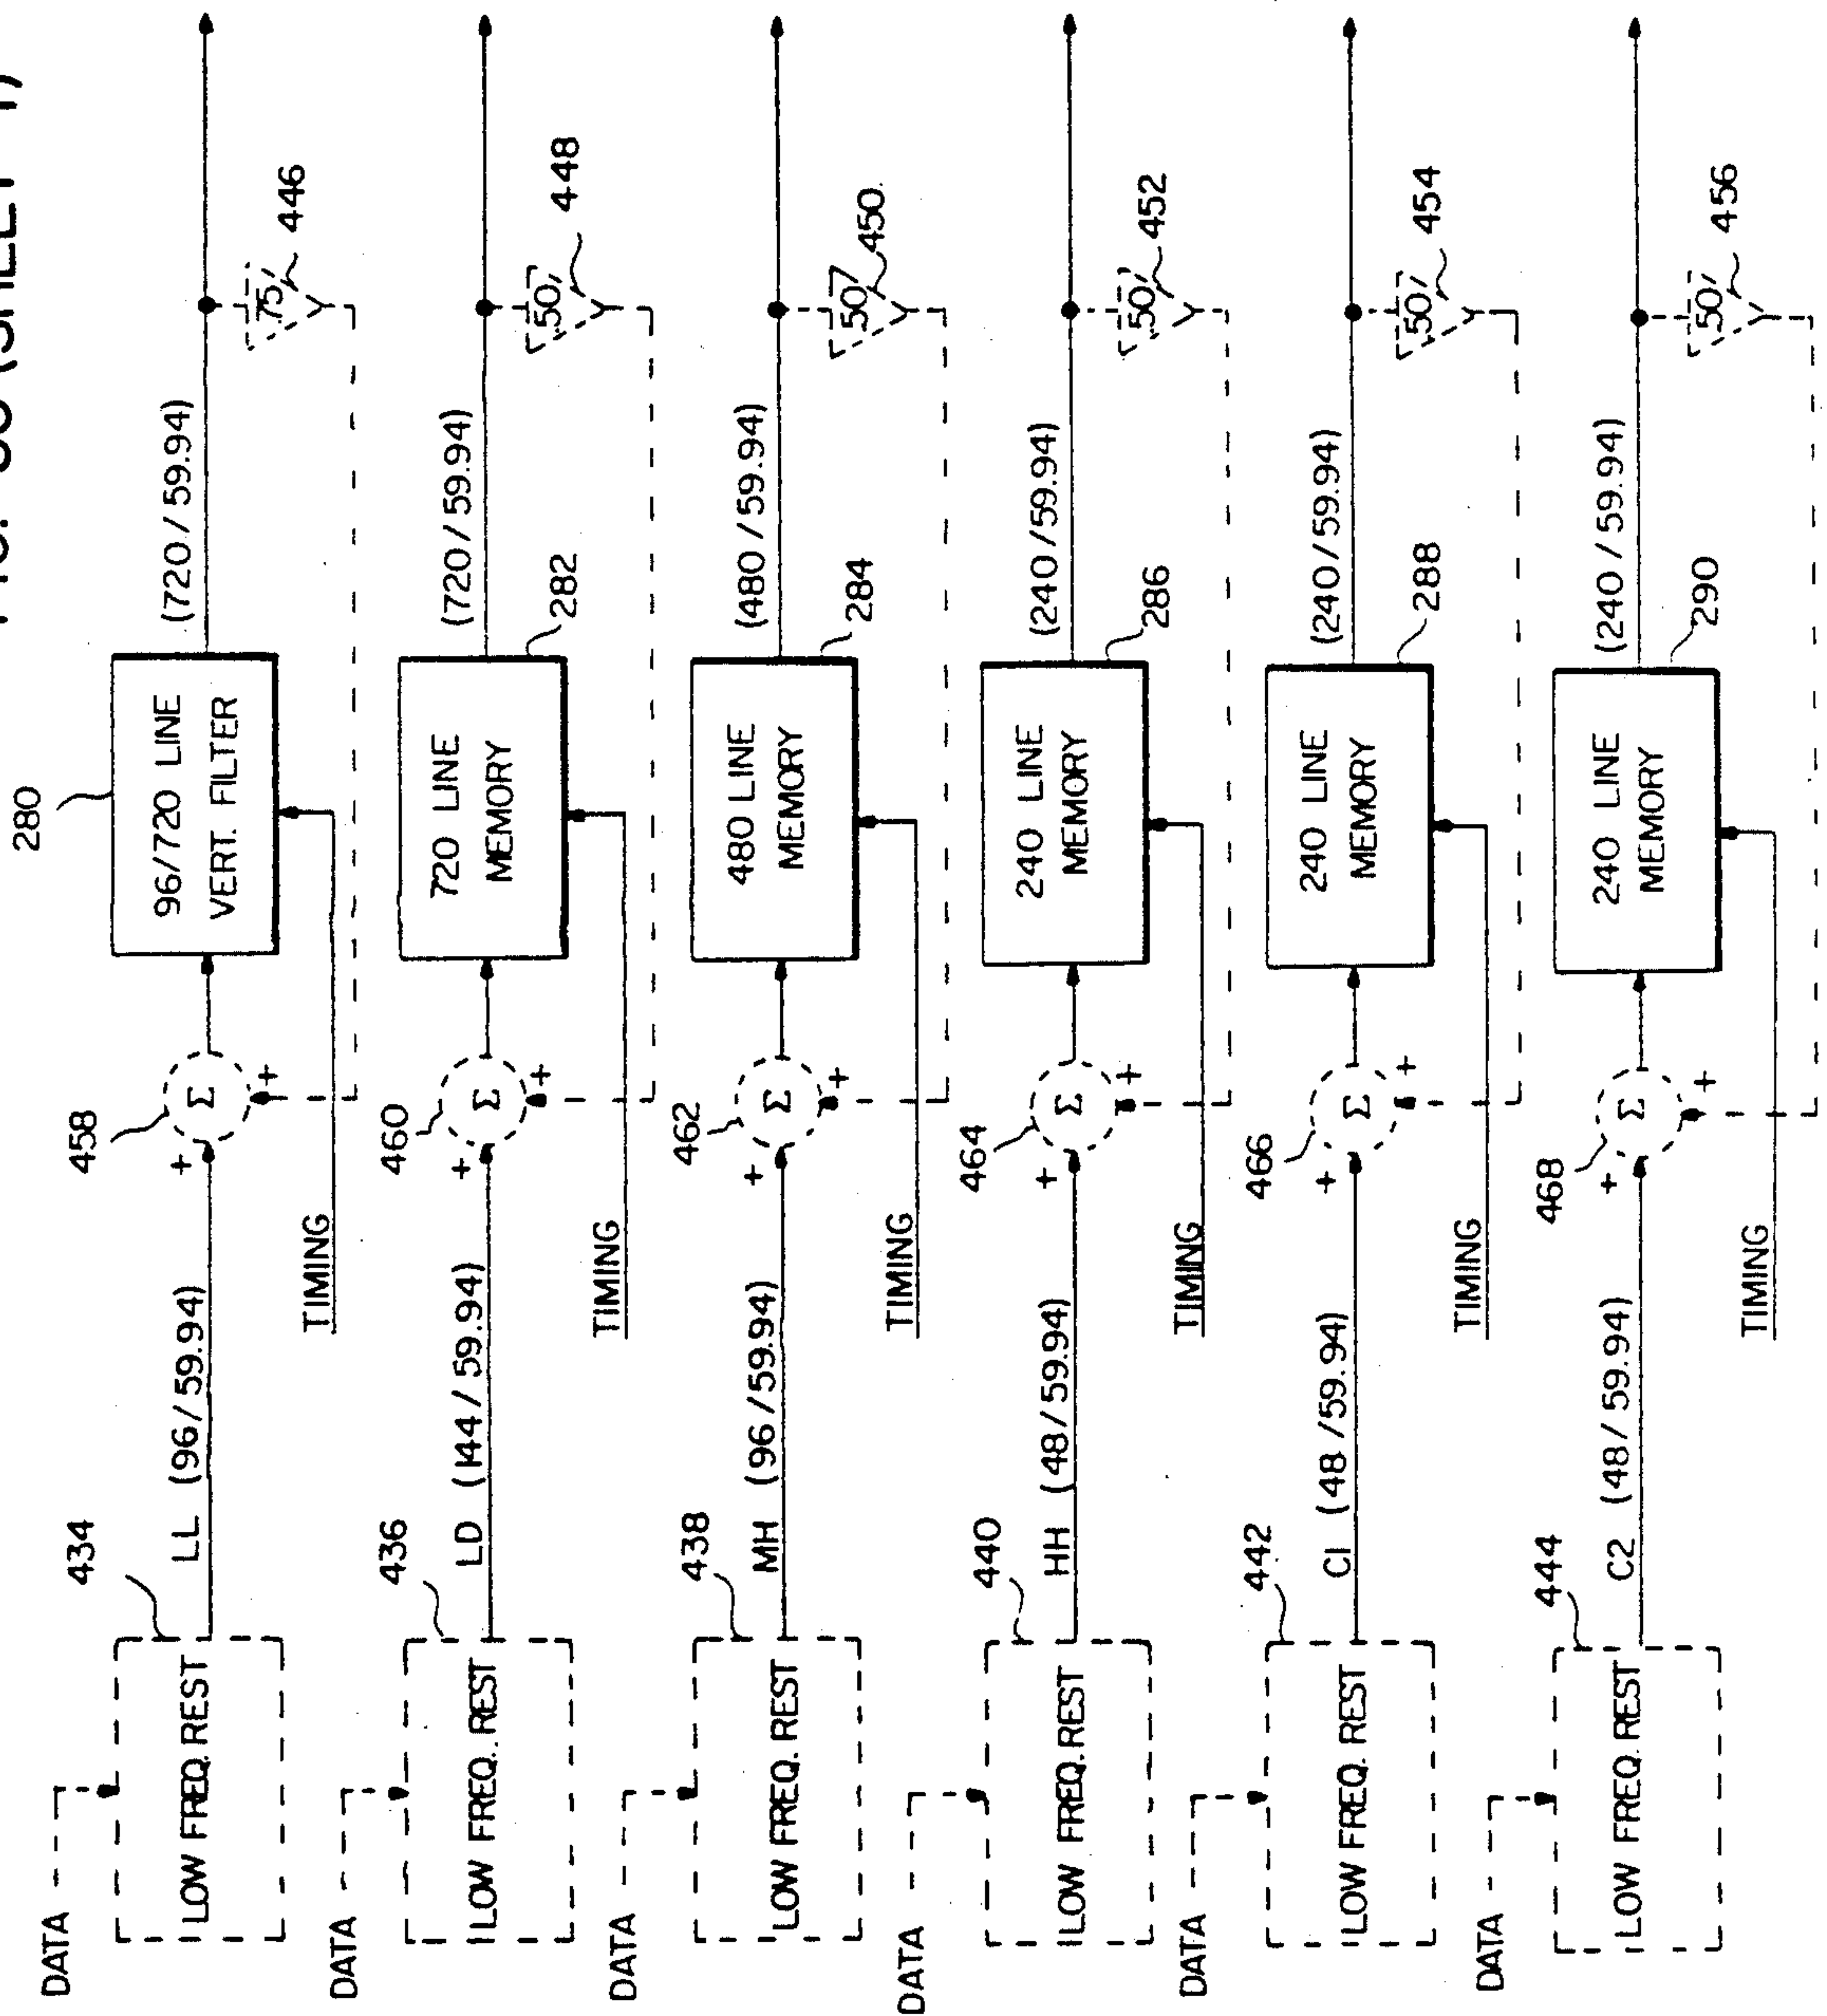 (SHEET 1)
DATA
LOW FREQ. REST
434
LL (96/59.94)
TIMING
458
+
Σ
+
280
96/720 LINE
VERT. FILTER
(720/59.94)
.75
446
DATA
LOW FREQ. REST
436
LD (144/59.94)
TIMING
460
+
Σ
+
720 LINE
MEMORY
282
(720/59.94)
50
448
DATA
LOW FREQ. REST
438
MH (96/59.94)
TIMING
462
+
Σ
+
480 LINE
MEMORY
284
(480/59.94)
50
450
DATA
LOW FREQ. REST
440
HH (48/59.94)
TIMING
464
+
Σ
+
240 LINE
MEMORY
286
(240/59.94)
50
452
DATA
LOW FREQ. REST
442
C1 (48/59.94)
TIMING
466
+
Σ
+
240 LINE
MEMORY
288
(240/59.94)
50
454
DATA
LOW FREQ. REST
444
C2 (48/59.94)
TIMING
468
+
Σ
+
240 LINE
MEMORY
290
(240/59.94)
50
456